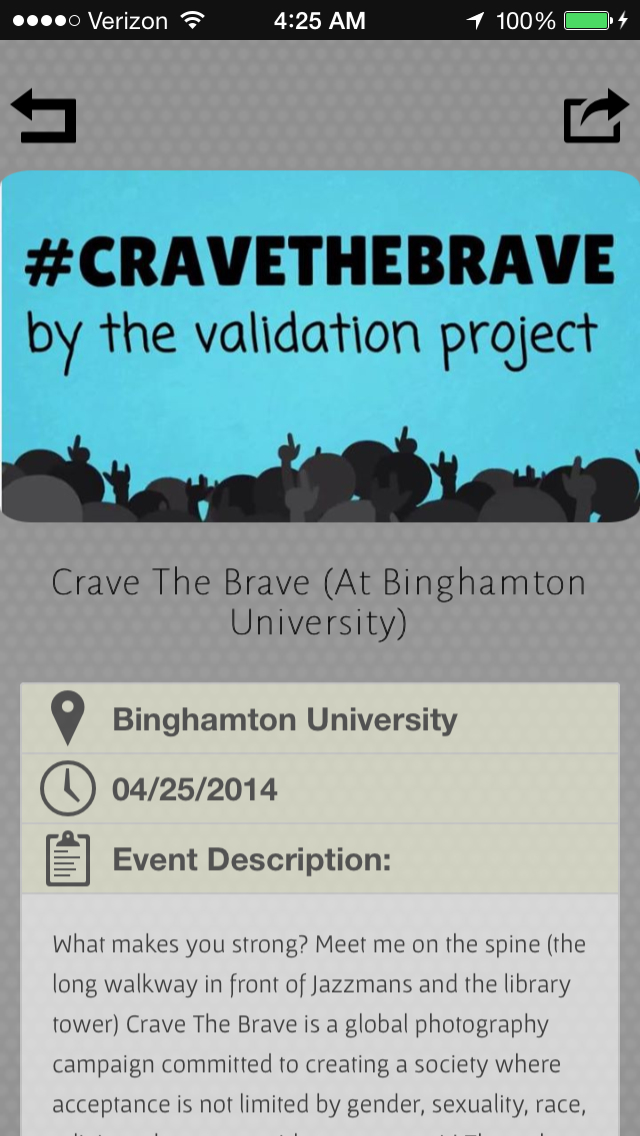 Verizon 4:25 AM 100%
#CRAVETHEBRAVE
by the validation project
Crave The Brave (At Binghamton
University)
Binghamton University
04/25/2014
Event Description:
What makes you strong? Meet me on the spine (the
long walkway in front of Jazzmans and the library
tower) Crave The Brave is a global photography
campaign committed to creating a society where
acceptance is not limited by gender, sexuality, race,